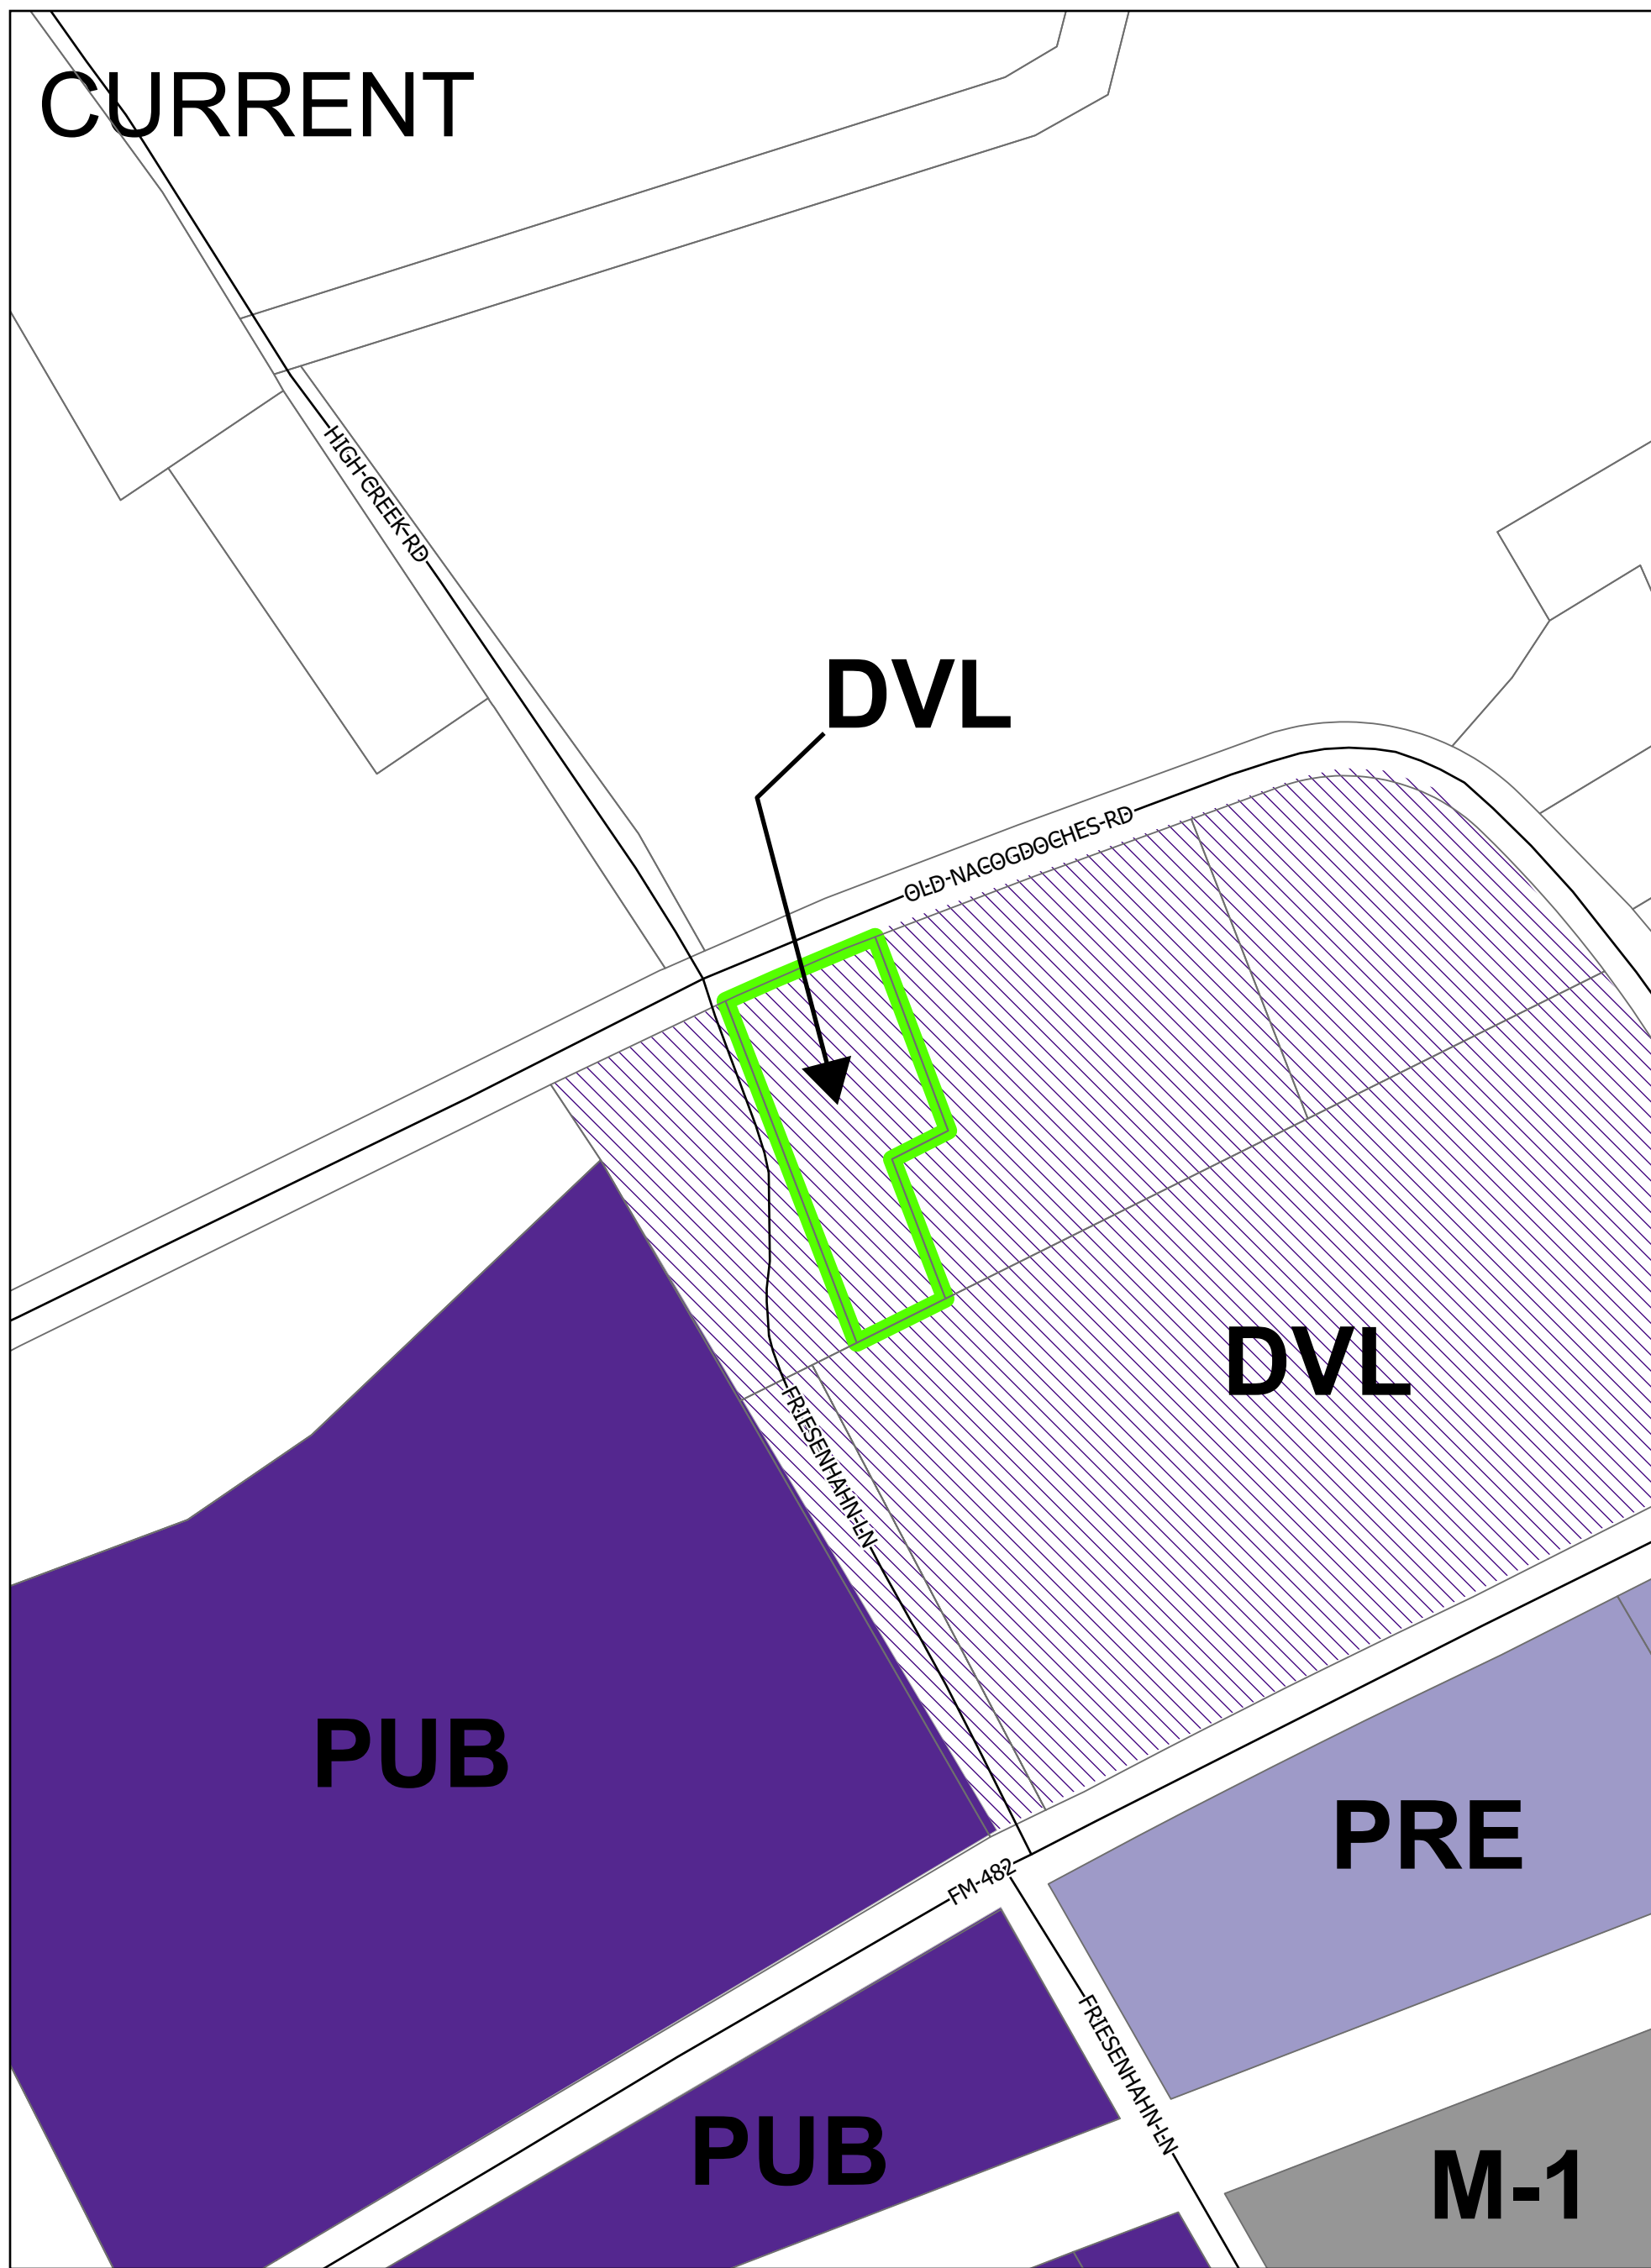 CURRENT
HIGH-CREEK-RD
DVL
OLD-NACOGDOCHES-RD
DVL
FRIESENHAHN-LN
PUB
PRE
FM-482
FRIESENHAHN-LN
PUB
M-1